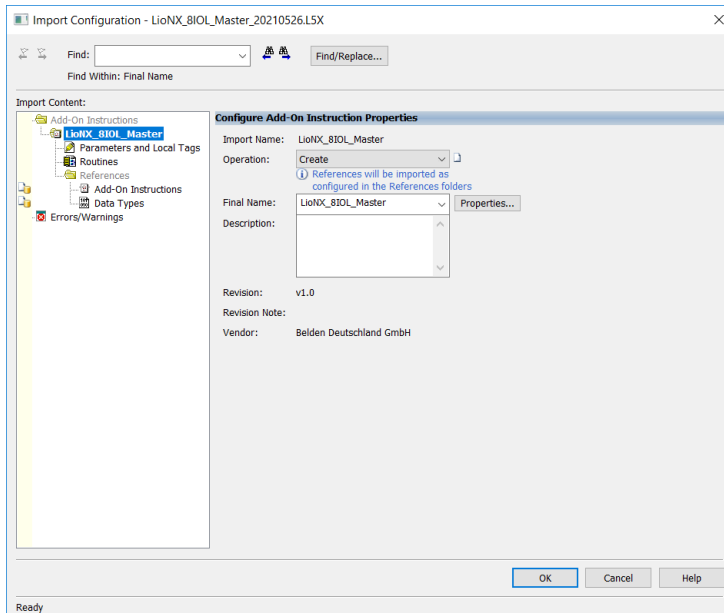 Import Configuration - LioNX_8IOL_Master_20210526.L5X
Find:
Find/Replace...
Find Within: Final Name
Import Content:
Add-On Instructions
LioNX_8IOL_Master
Parameters and Local Tags
Routines
References
Add-On Instructions
Data Types
Errors/Warnings
Configure Add-On Instruction Properties
Import Name: LioNX_8IOL_Master
Operation: Create
References will be imported as
configured in the References folders
Final Name: LioNX_8IOL_Master Properties...
Description:
Revision: v1.0
Revision Note:
Vendor: Belden Deutschland GmbH
OK Cancel Help
Ready